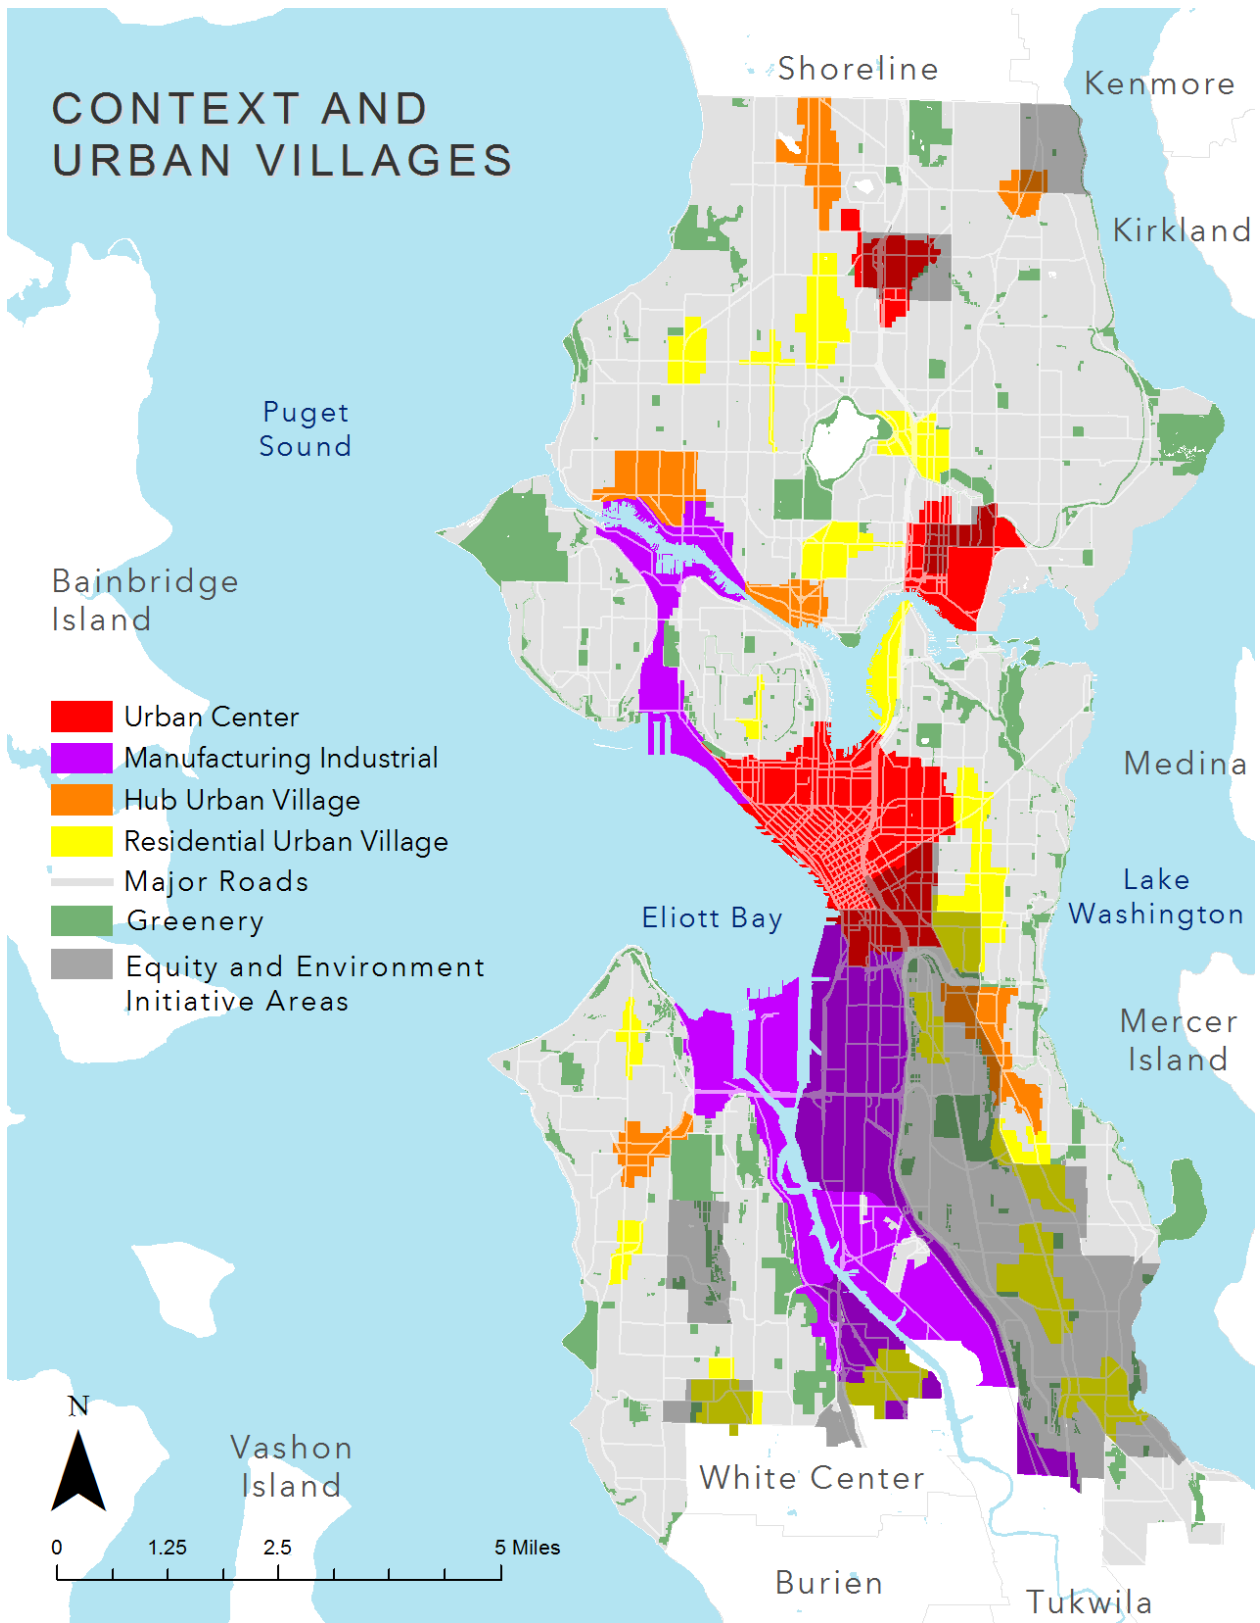 CONTEXT AND
URBAN VILLAGES
Shoreline
Kenmore
Kirkland
Puget
Sound
Bainbridge
Island
Urban Center
Manufacturing Industrial
Hub Urban Village
Residential Urban Village
Major Roads
Greenery
Equity and Environment
Initiative Areas
Medina
Lake
Washington
Eliott Bay
Mercer
Island
N
Vashon
Island
White Center
0 1.25 2.5 5 Miles
Burien
Tukwila